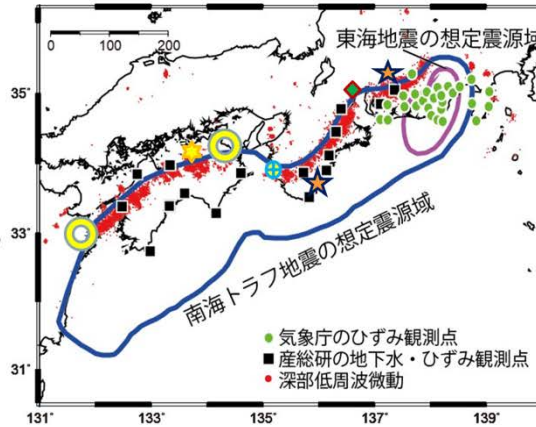 0 100 200
東海地震の想定震源域
35°
33°
31°
南海トラフ地震の想定震源域
気象庁のひずみ観測点
産総研の地下水・ひずみ観測点
深部低周波微動
131° 133° 135° 137° 139°